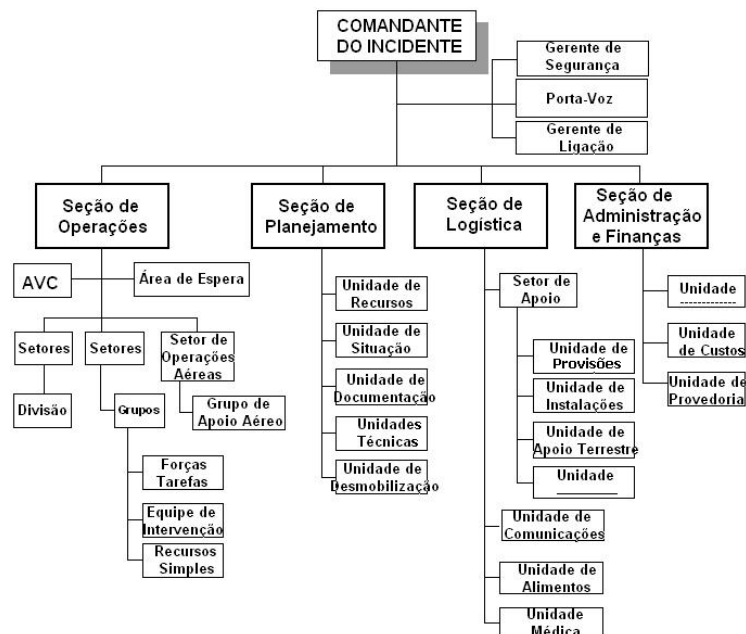 COMANDANTE
DO INCIDENTE
Gerente de
Segurança
Porta-Voz
Gerente de
Ligação
Seção de
Operações
Seção de
Planejamento
Seção de
Logística
Seção de
Administração
e Finanças
AVC
Área de Espera
Setores
Setores
Setor de
Operações
Aéreas
Divisão
Grupos
Grupo de
Apoio Aéreo
Forças
Tarefas
Equipe de
Intervenção
Recursos
Simples
Unidade de
Recursos
Unidade de
Situação
Unidade de
Documentação
Unidades
Técnicas
Unidade de
Desmobilização
Setor de
Apoio
Unidade de
Provisões
Unidade de
Instalações
Unidade de
Apoio Terrestre
Unidade
__________
Unidade de
Comunicações
Unidade de
Alimentos
Unidade
Médica
Unidade
-------------
Unidade
de Custos
Unidade de
Provedoria